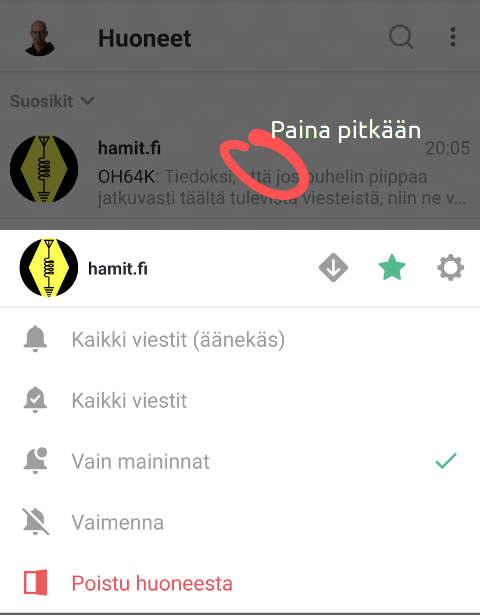 Huoneet
Suosikit
Paina pitkään
hamit.fi
20:05
OH64K: Tiedoksi, että jos puhelin piippaa
jatkuvasti täältä tulevista viesteistä, niin ne v...
hamit.fi
Kaikki viestit (äänekäs)
Kaikki viestit
Vain maininnat
Vaimenna
Poistu huoneesta